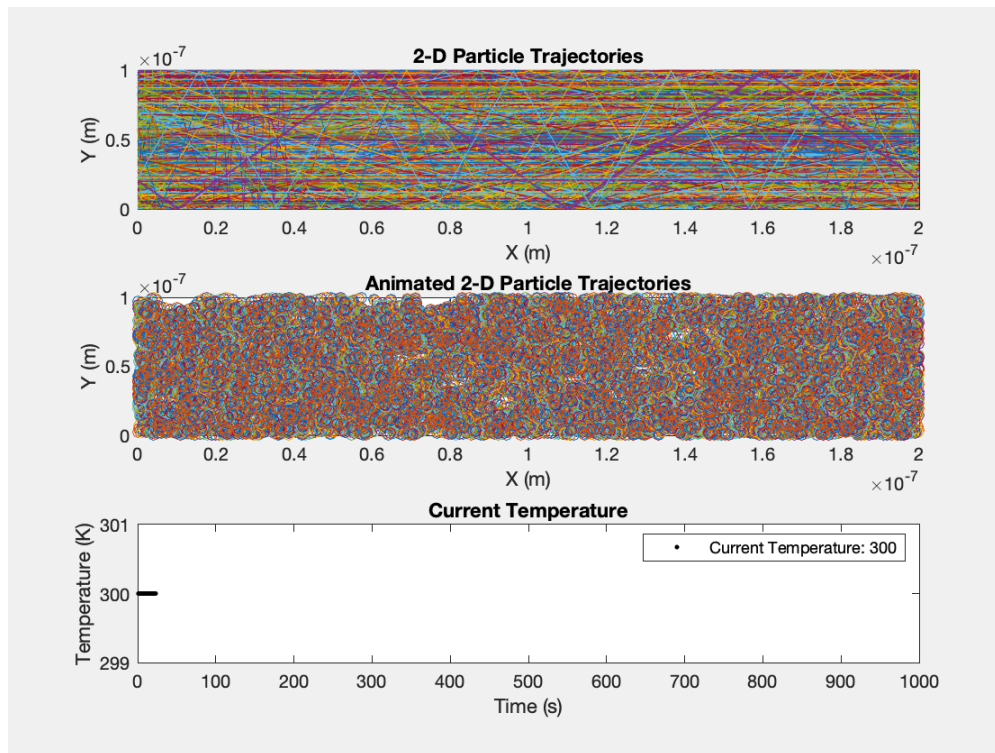 2-D Particle Trajectories
×10⁻⁷
1
0.5
0
Y (m)
0 0.2 0.4 0.6 0.8 1 1.2 1.4 1.6 1.8 2
X (m)
×10⁻⁷
Animated 2-D Particle Trajectories
×10⁻⁷
1
0.5
0
Y (m)
0 0.2 0.4 0.6 0.8 1 1.2 1.4 1.6 1.8 2
X (m)
×10⁻⁷
Current Temperature
301
300
299
Temperature (K)
Current Temperature: 300
0 100 200 300 400 500 600 700 800 900 1000
Time (s)